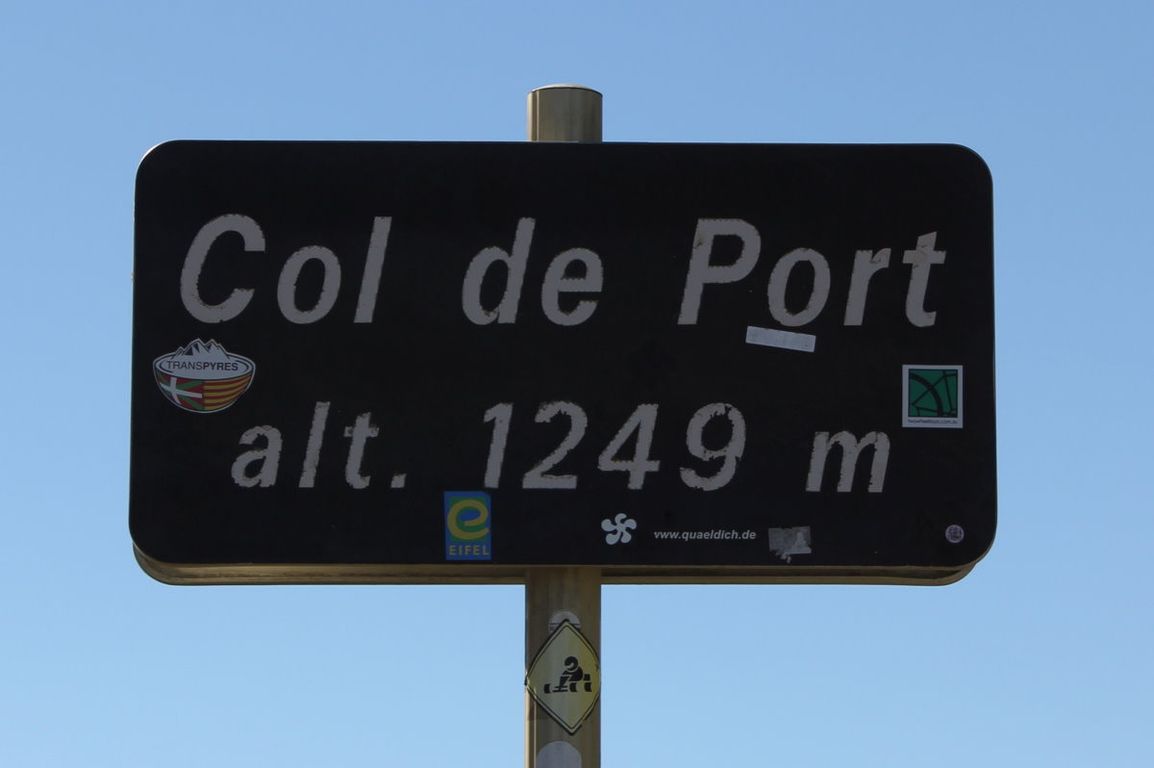 Col de Port
TRANSPYRES
alt. 1249 m
EIFEL
www.quaeldich.de